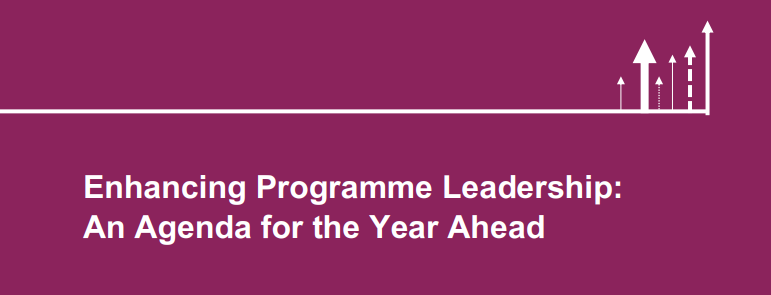 Enhancing Programme Leadership:
An Agenda for the Year Ahead